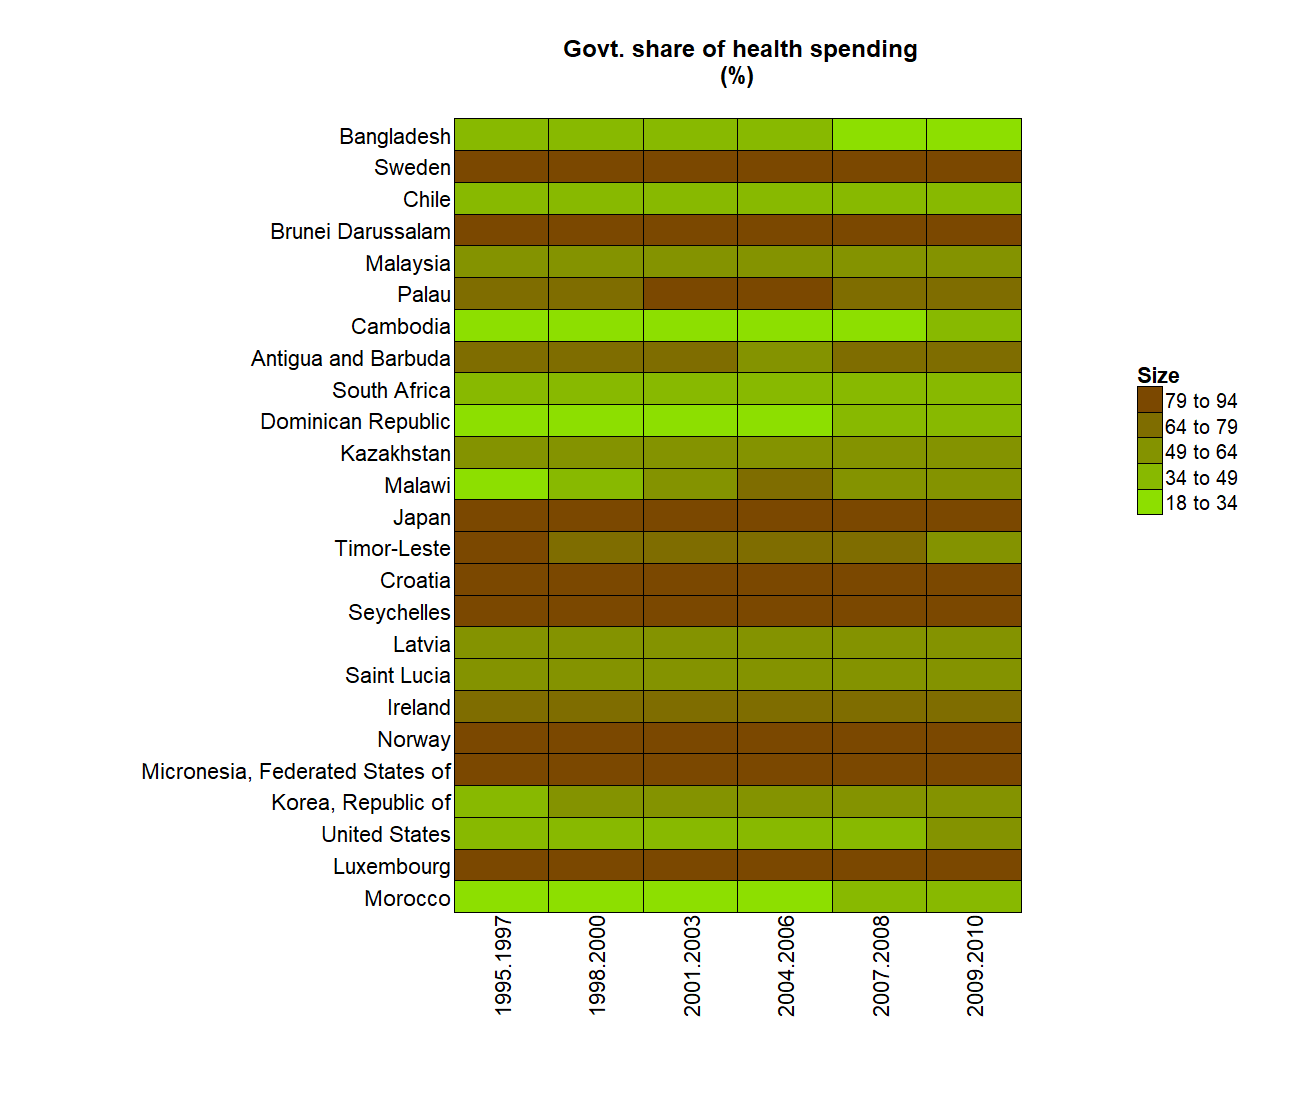 Govt. share of health spending
(%)
Bangladesh
Sweden
Chile
Brunei Darussalam
Malaysia
Palau
Cambodia
Antigua and Barbuda
South Africa
Dominican Republic
Kazakhstan
Malawi
Japan
Timor-Leste
Croatia
Seychelles
Latvia
Saint Lucia
Ireland
Norway
Micronesia, Federated States of
Korea, Republic of
United States
Luxembourg
Morocco
1995.1997
1998.2000
2001.2003
2004.2006
2007.2008
2009.2010
Size
79 to 94
64 to 79
49 to 64
34 to 49
18 to 34